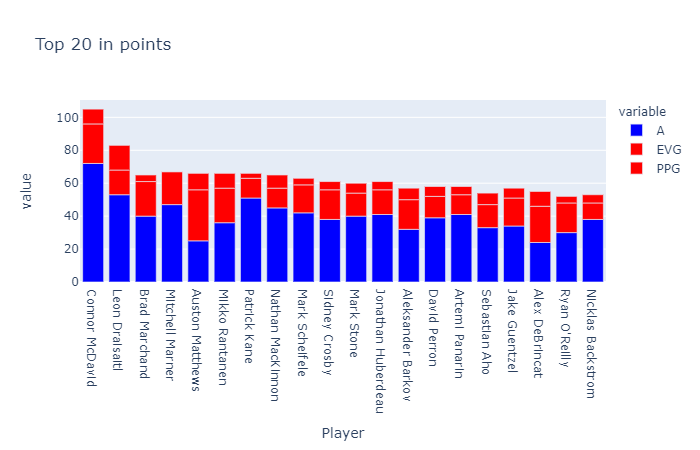 Top 20 in points
variable
A
EVG
PPG
value
100
80
60
40
20
0
Connor McDavid
Leon Draisaitl
Brad Marchand
Mitchell Marner
Auston Matthews
Mikko Rantanen
Patrick Kane
Nathan MacKinnon
Mark Scheifele
Sidney Crosby
Mark Stone
Jonathan Huberdeau
Aleksander Barkov
David Perron
Artemi Panarin
Sebastian Aho
Jake Guentzel
Alex DeBrincat
Ryan O'Reilly
Nicklas Backstrom
Player